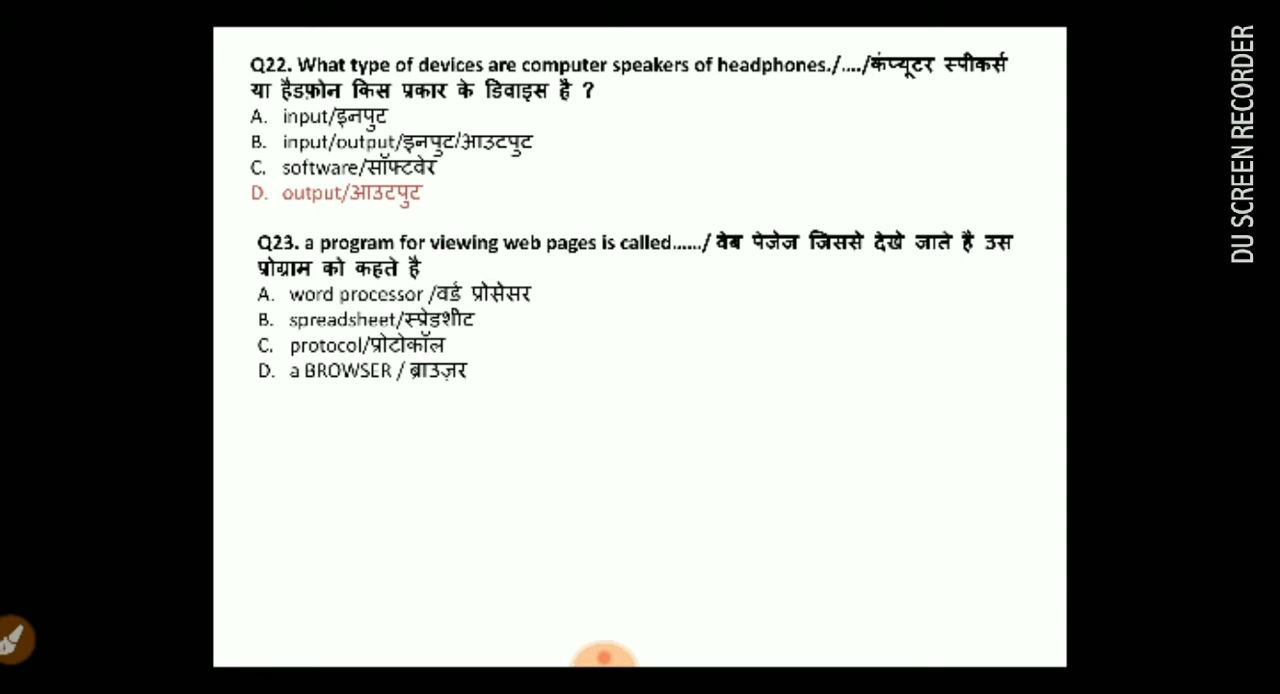 Q22. What type of devices are computer speakers of headphones./..../कंप्यूटर स्पीकर्स
या हैडफ़ोन किस प्रकार के डिवाइस है ?
A. input/इनपुट
B. input/output/इनपुट/आउटपुट
C. software/सॉफ्टवेर
D. output/आउटपुट
Q23. a program for viewing web pages is called....../ वेब पेजेज जिससे देखे जाते है उस
प्रोग्राम को कहते है
A. word processor /वर्ड प्रोसेसर
B. spreadsheet/स्प्रेडशीट
C. protocol/प्रोटोकॉल
D. a BROWSER / ब्राउज़र
DU SCREEN RECORDER